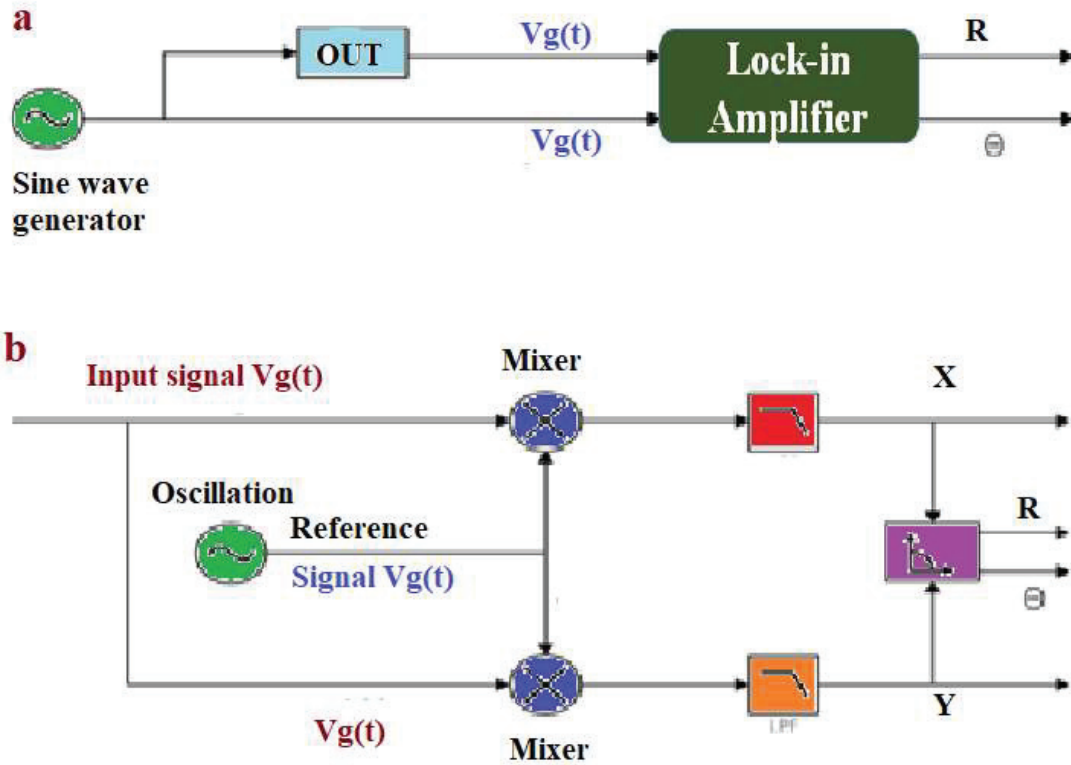 a
OUT
Vg(t)
Lock-in
Amplifier
R
Vg(t)
Θ
Sine wave
generator
b
Input signal Vg(t)
Mixer
X
Oscillation
Reference
Signal Vg(t)
R
Θ
Vg(t)
Mixer
LPF
Y